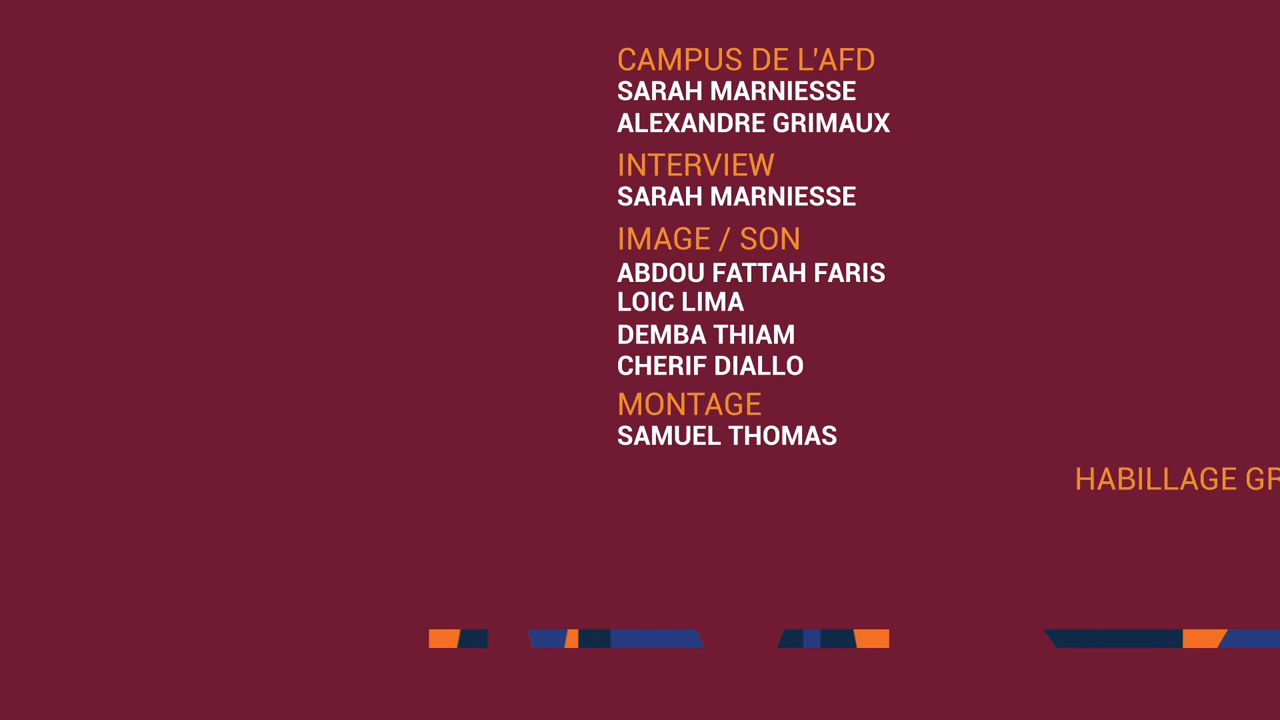 CAMPUS DE L'AFD
SARAH MARNIESSE
ALEXANDRE GRIMAUX
INTERVIEW
SARAH MARNIESSE
IMAGE / SON
ABDOU FATTAH FARIS
LOIC LIMA
DEMBA THIAM
CHERIF DIALLO
MONTAGE
SAMUEL THOMAS
HABILLAGE